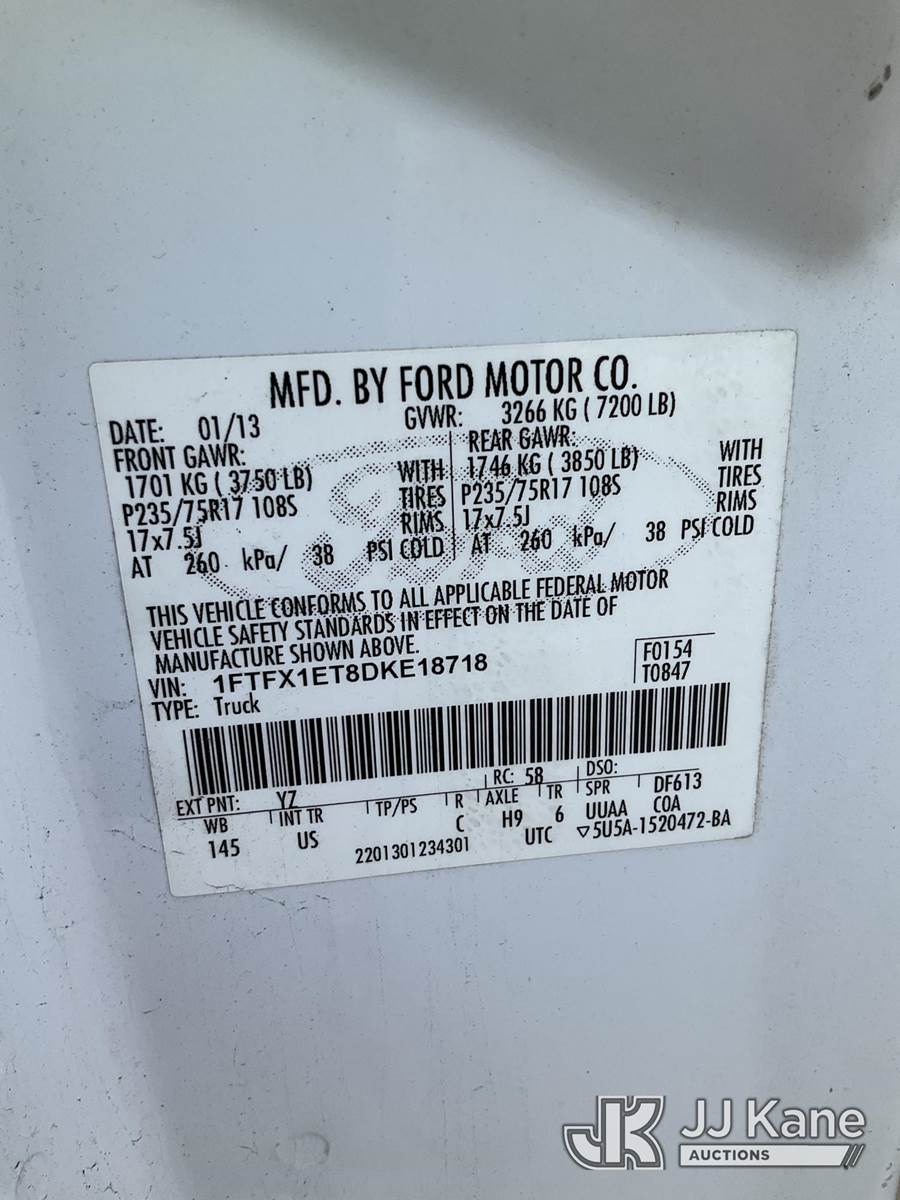 MFD. BY FORD MOTOR CO.
DATE: 01/13 GVWR: 3266 KG ( 7200 LB)
FRONT GAWR: REAR GAWR:
1701 KG ( 3750 LB) WITH 1746 KG ( 3850 LB) WITH
P235/75R17 108S TIRES P235/75R17 108S TIRES
17x7.5J RIMS 17x7.5J RIMS
AT 260 kPa/ 38 PSI COLD AT 260 kPa/ 38 PSI COLD
THIS VEHICLE CONFORMS TO ALL APPLICABLE FEDERAL MOTOR
VEHICLE SAFETY STANDARDS IN EFFECT ON THE DATE OF
MANUFACTURE SHOWN ABOVE.
VIN: 1FTFX1ET8DKE18718 F0154
TYPE: Truck T0847
EXT PNT: YZ RC: 58 DSO:
WB INT TR TP/PS R AXLE TR SPR DF613
145 US C H9 6 UUAA COA
2201301234301 UTC ▽5U5A-1520472-BA
JK JJ Kane
AUCTIONS